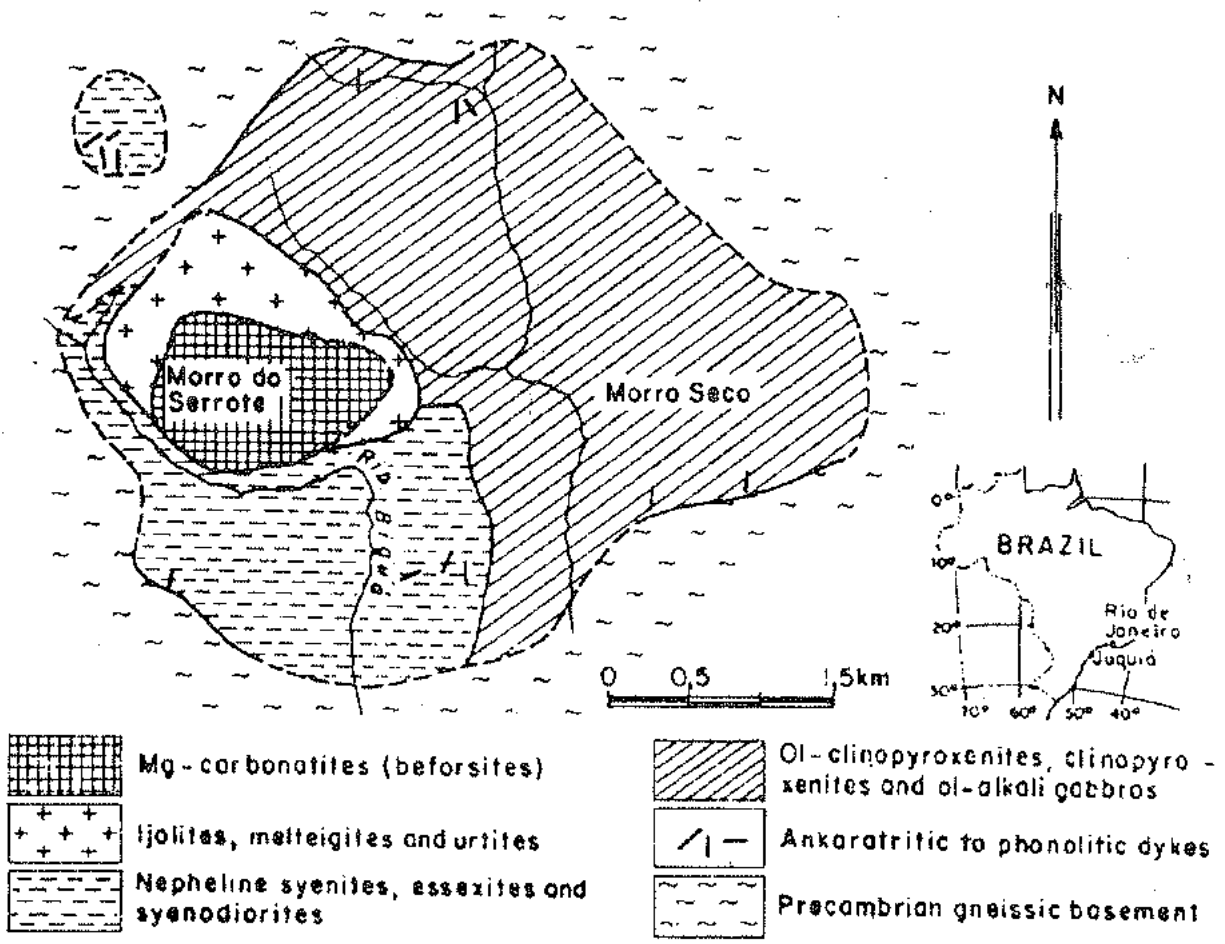 N
Morro do
Serrote
Morro Seco
0 0,5 1,5km
0°
10°
20°
30°
70° 60° 50° 40°
BRAZIL
Rio de
Janeiro
Juquiá
Mg-carbonatites (beforsites)
Ijolites, melteigites and urtites
Nepheline syenites, essexites and
syenodiorites
Ol-clinopyroxenites, clinopyro-
xenites and ol-alkali gabbros
Ankaratritic to phonolitic dykes
Precambrian gneissic basement